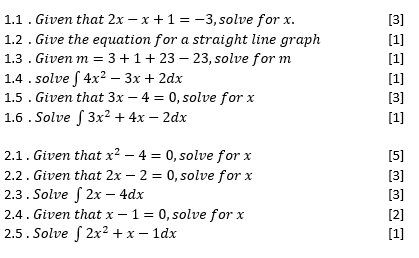 1.1 . Given that 2x − x + 1 = −3, solve for x. [3]
1.2 . Give the equation for a straight line graph [1]
1.3 . Given m = 3 + 1 + 23 − 23, solve for m [1]
1.4 . solve ∫ 4x² − 3x + 2dx [1]
1.5 . Given that 3x − 4 = 0, solve for x [3]
1.6 . Solve ∫ 3x² + 4x − 2dx [1]
2.1 . Given that x² − 4 = 0, solve for x [5]
2.2 . Given that 2x − 2 = 0, solve for x [3]
2.3 . Solve ∫ 2x − 4dx [3]
2.4 . Given that x − 1 = 0, solve for x [2]
2.5 . Solve ∫ 2x² + x − 1dx [1]